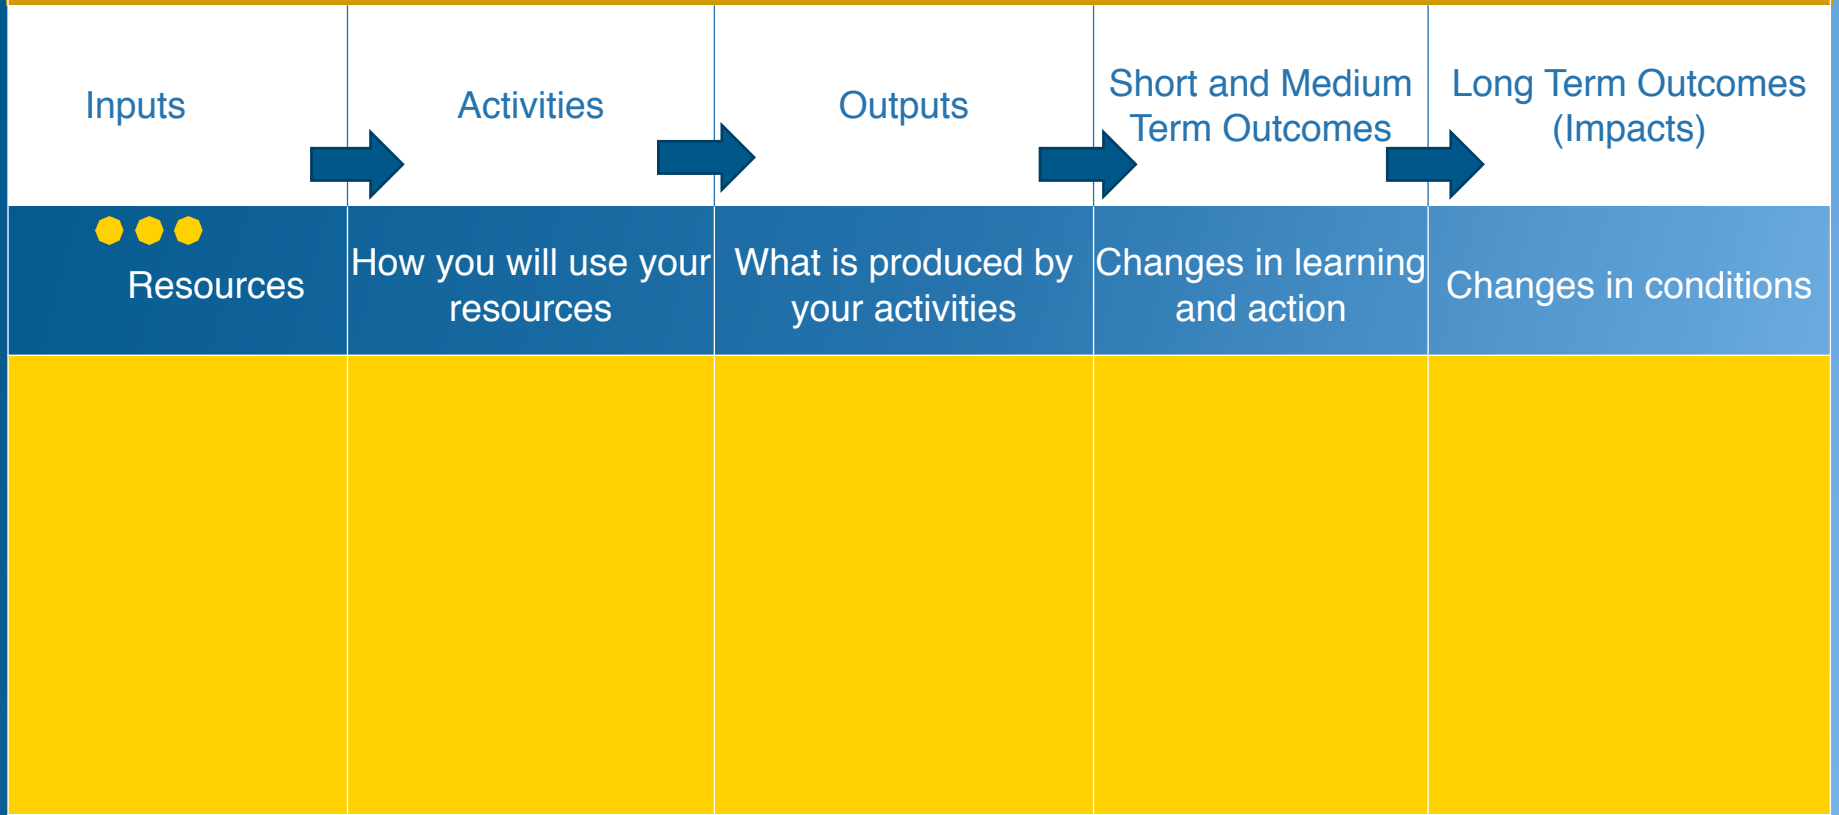 Inputs
Activities
Outputs
Short and Medium
Term Outcomes
Long Term Outcomes
(Impacts)
Resources
How you will use your
resources
What is produced by
your activities
Changes in learning
and action
Changes in conditions